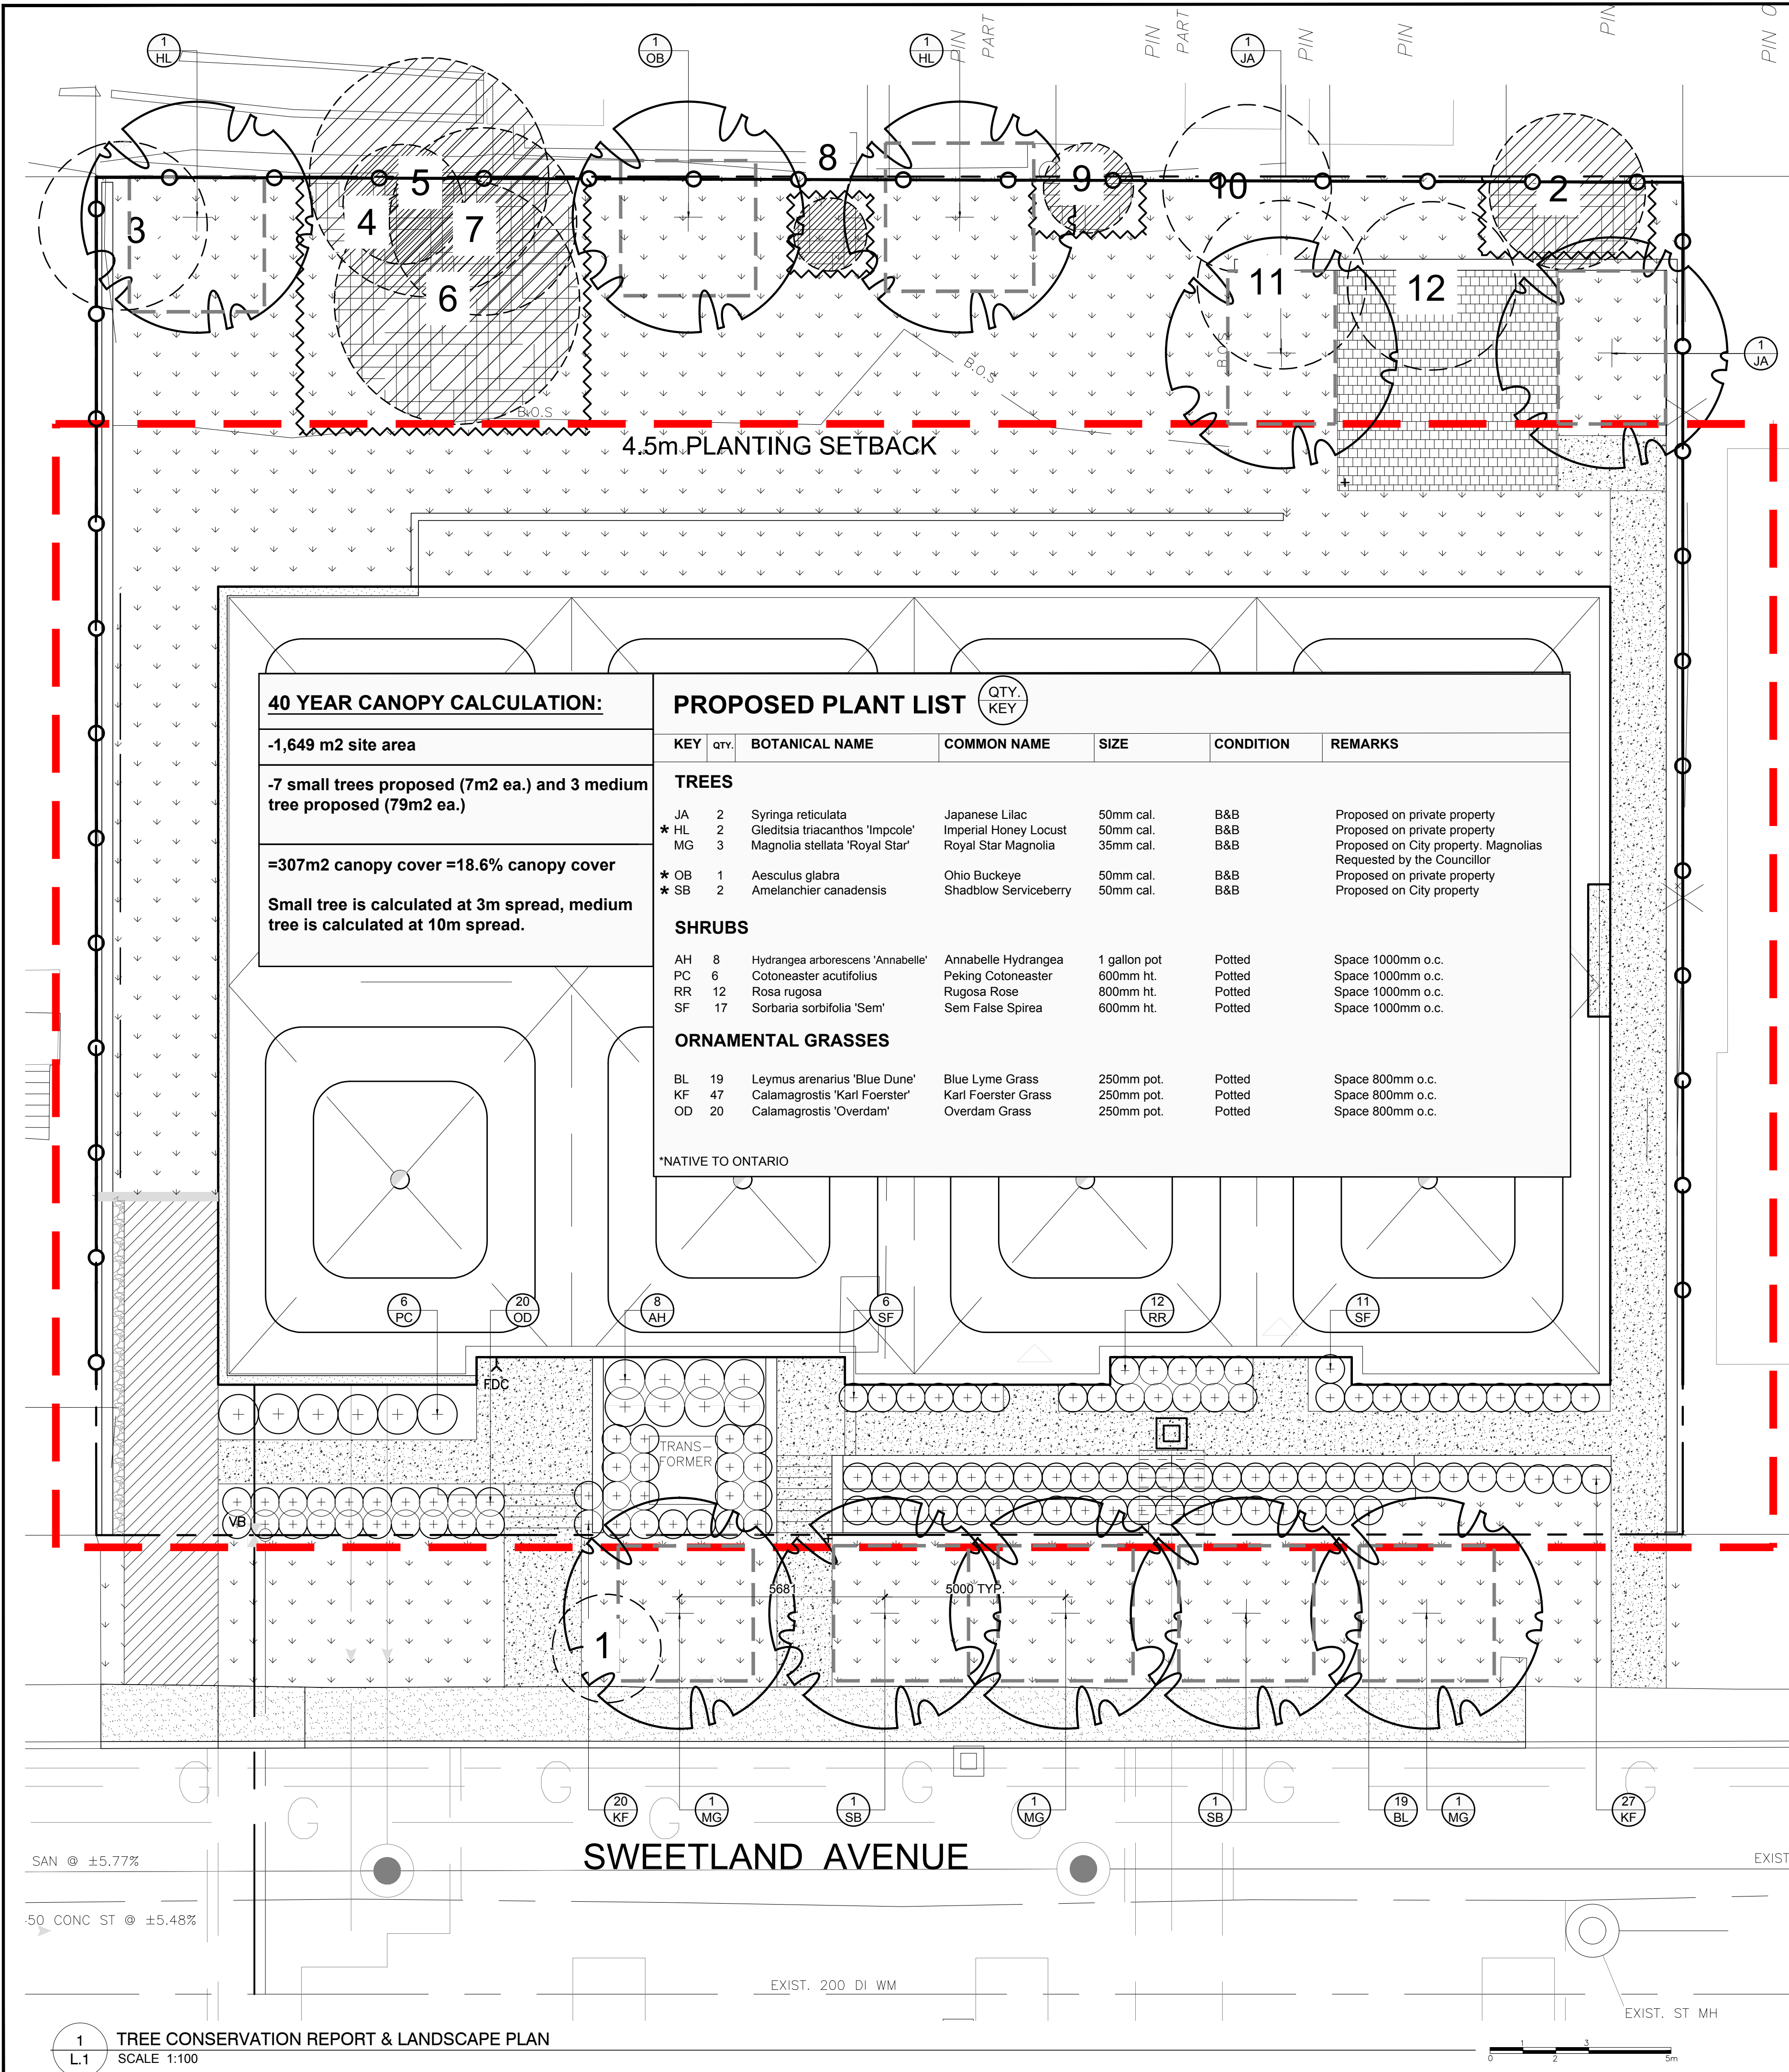 PIN
PART
PIN
PART
PIN
PIN
PIN
PIN
1
HL
1
OB
1
HL
1
JA
3
4
5
7
6
8
9
10
11
12
2
1
JA
B.O.S
B.O.S
B.O.S
4.5m PLANTING SETBACK
40 YEAR CANOPY CALCULATION:
-1,649 m2 site area
-7 small trees proposed (7m2 ea.) and 3 medium
tree proposed (79m2 ea.)
=307m2 canopy cover =18.6% canopy cover
Small tree is calculated at 3m spread, medium
tree is calculated at 10m spread.
PROPOSED PLANT LIST QTY. KEY
KEY QTY. BOTANICAL NAME COMMON NAME SIZE CONDITION REMARKS
TREES
JA 2 Syringa reticulata Japanese Lilac 50mm cal. B&B Proposed on private property
* HL 2 Gleditsia triacanthos 'Impcole' Imperial Honey Locust 50mm cal. B&B Proposed on private property
MG 3 Magnolia stellata 'Royal Star' Royal Star Magnolia 35mm cal. B&B Proposed on City property. Magnolias
Requested by the Councillor
* OB 1 Aesculus glabra Ohio Buckeye 50mm cal. B&B Proposed on private property
* SB 2 Amelanchier canadensis Shadblow Serviceberry 50mm cal. B&B Proposed on City property
SHRUBS
AH 8 Hydrangea arborescens 'Annabelle' Annabelle Hydrangea 1 gallon pot Potted Space 1000mm o.c.
PC 6 Cotoneaster acutifolius Peking Cotoneaster 600mm ht. Potted Space 1000mm o.c.
RR 12 Rosa rugosa Rugosa Rose 800mm ht. Potted Space 1000mm o.c.
SF 17 Sorbaria sorbifolia 'Sem' Sem False Spirea 600mm ht. Potted Space 1000mm o.c.
ORNAMENTAL GRASSES
BL 19 Leymus arenarius 'Blue Dune' Blue Lyme Grass 250mm pot. Potted Space 800mm o.c.
KF 47 Calamagrostis 'Karl Foerster' Karl Foerster Grass 250mm pot. Potted Space 800mm o.c.
OD 20 Calamagrostis 'Overdam' Overdam Grass 250mm pot. Potted Space 800mm o.c.
*NATIVE TO ONTARIO
6
PC
20
OD
8
AH
6
SF
12
RR
11
SF
FDC
TRANS-
FORMER
VB
5681
5000 TYP.
1
G
G
G
G
G
G
G
G
20
KF
1
MG
1
SB
1
MG
1
SB
19
BL
1
MG
27
KF
SWEETLAND AVENUE
SAN @ ±5.77%
EXIST
50 CONC ST @ ±5.48%
EXIST. 200 DI WM
EXIST. ST MH
1
L.1
TREE CONSERVATION REPORT & LANDSCAPE PLAN
SCALE 1:100
0 1 2 3 5m